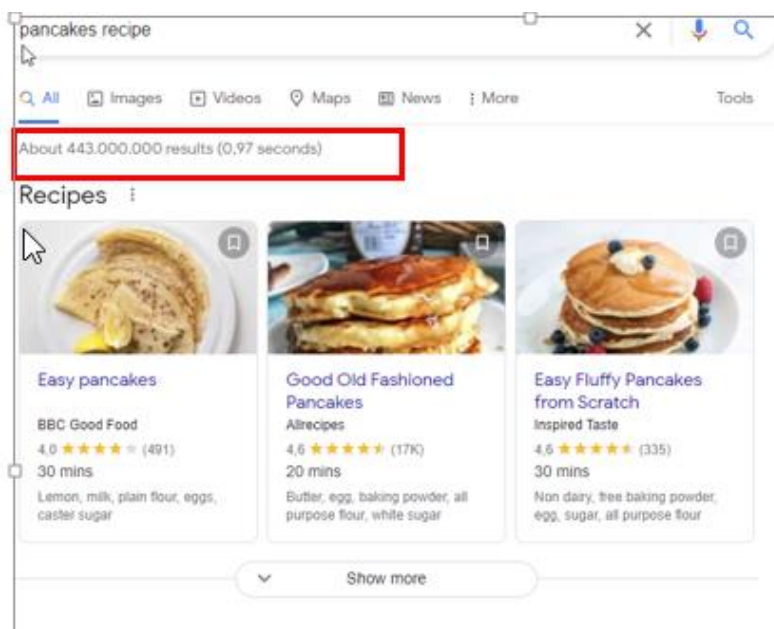 pancakes recipe
All Images Videos Maps News More Tools
About 443.000.000 results (0,97 seconds)
Recipes
Easy pancakes
BBC Good Food
4,0 (491)
30 mins
Lemon, milk, plain flour, eggs,
caster sugar
Good Old Fashioned
Pancakes
Allrecipes
4,6 (17K)
20 mins
Butter, egg, baking powder, all
purpose flour, white sugar
Easy Fluffy Pancakes
from Scratch
Inspired Taste
4,6 (335)
30 mins
Non dairy, free baking powder,
egg, sugar, all purpose flour
Show more